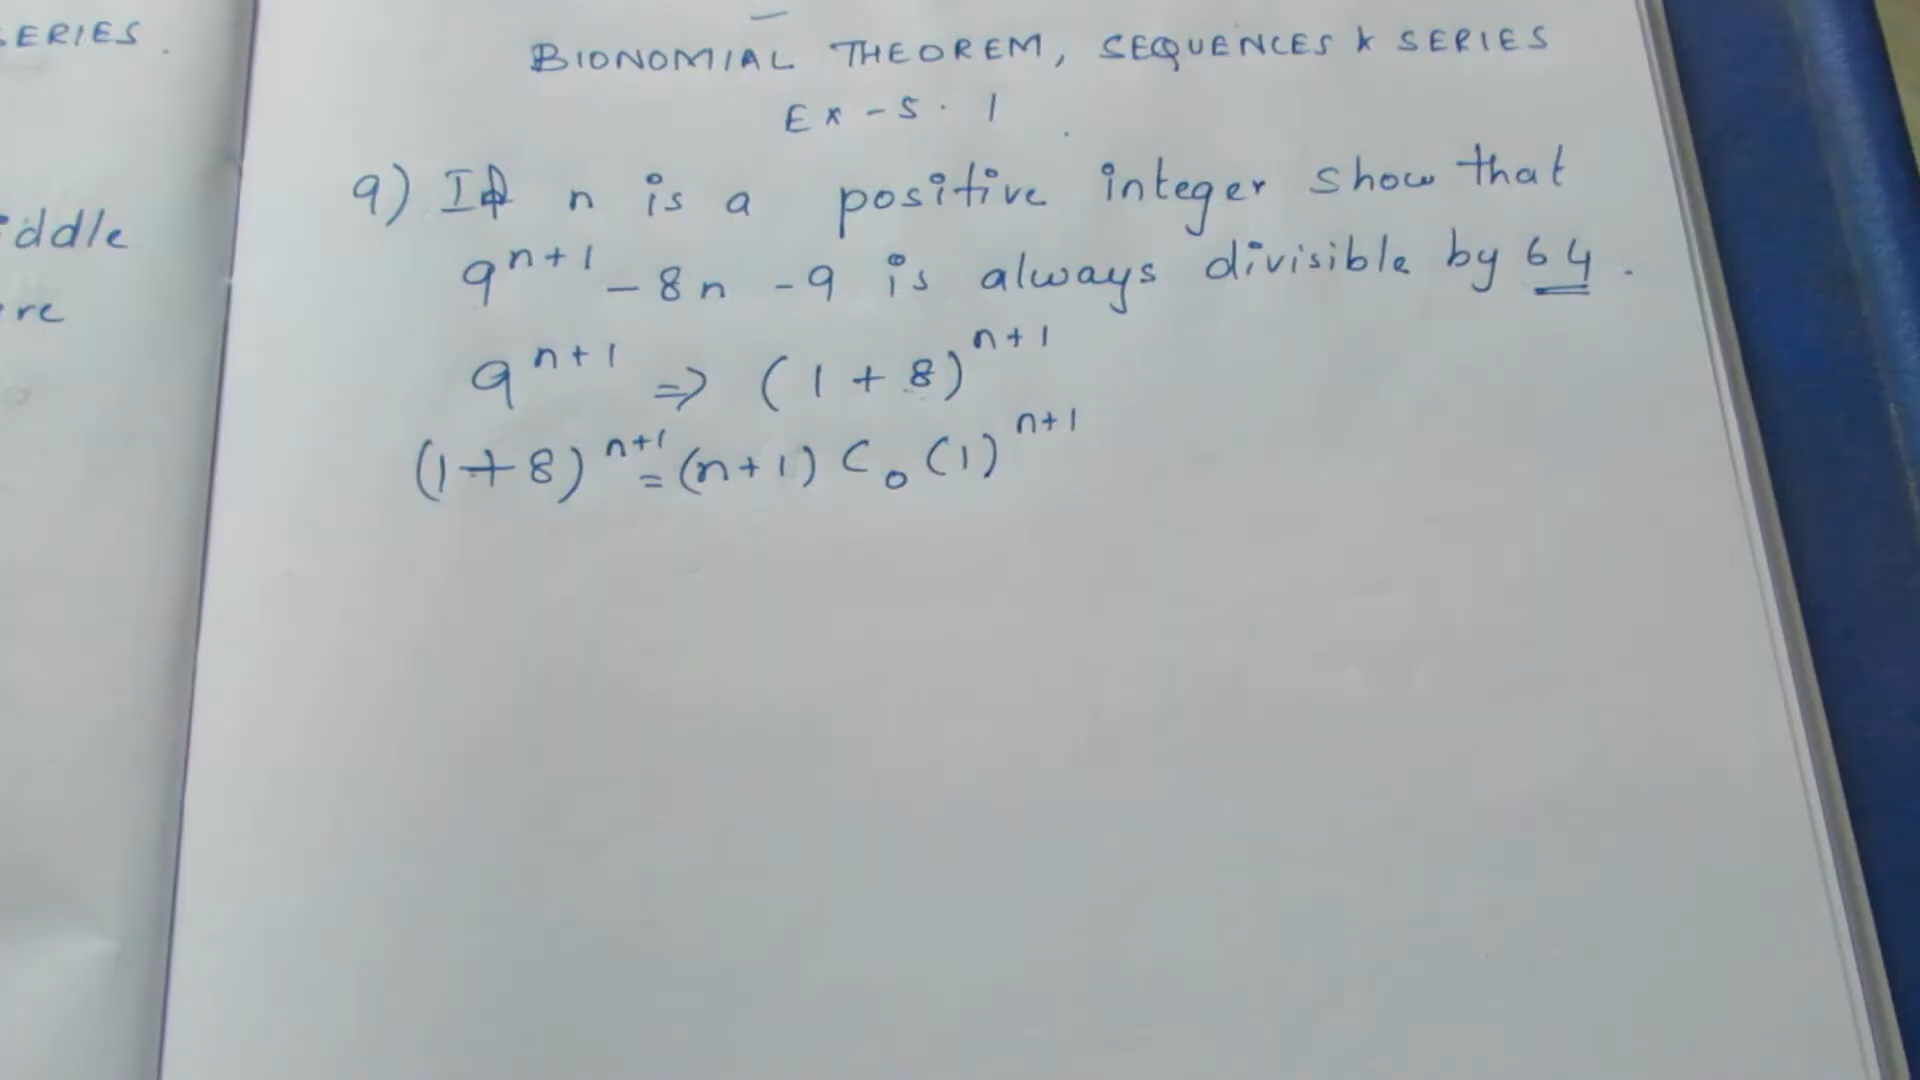 ERIES.
ddle
re
BIONOMIAL THEOREM, SEQUENCES & SERIES
Ex - 5.1
9) If n is a positive integer show that
9^{n+1} - 8n - 9 is always divisible by 64.
9^{n+1} => (1+8)^{n+1}
(1+8)^{n+1} = (n+1) C_0 (1)^{n+1}